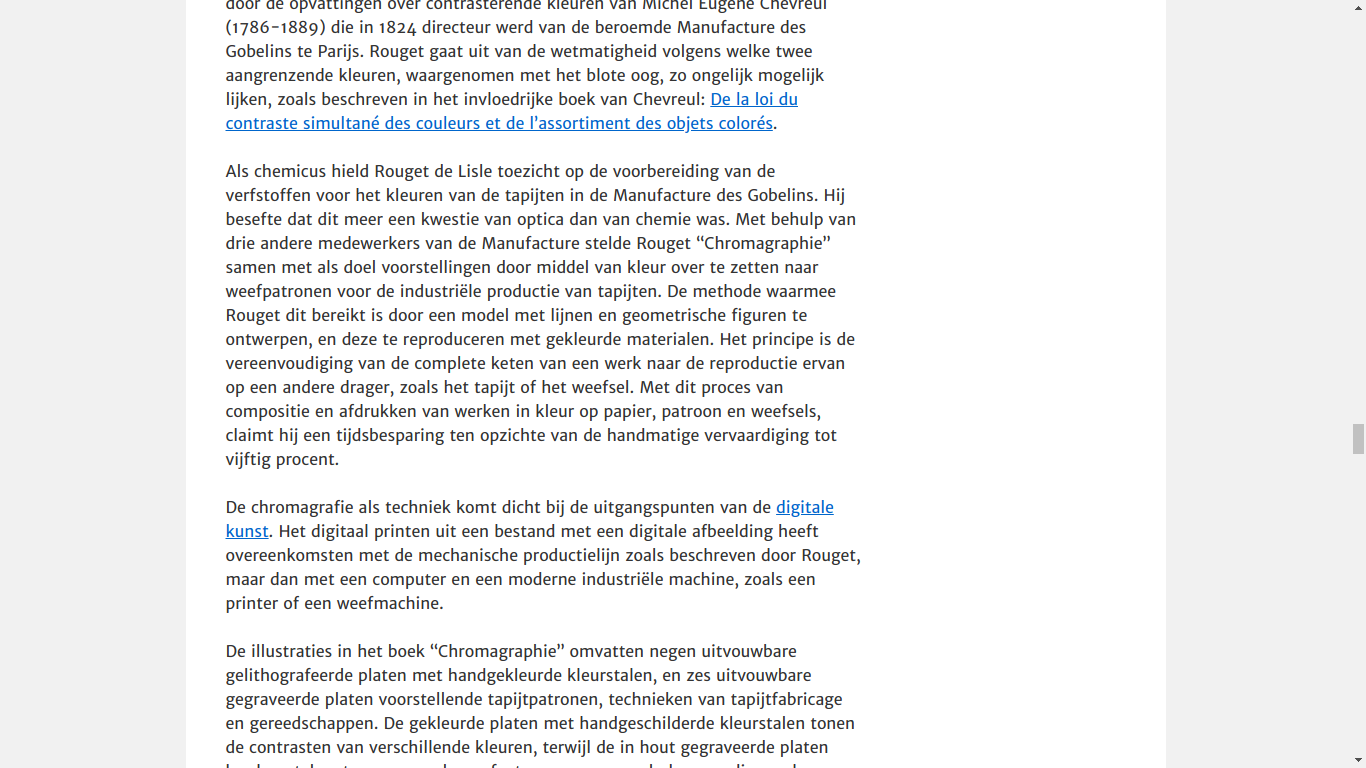 door de opvattingen over contrasterende kleuren van Michel Eugène Chevreul
(1786-1889) die in 1824 directeur werd van de beroemde Manufacture des
Gobelins te Parijs. Rouget gaat uit van de wetmatigheid volgens welke twee
aangrenzende kleuren, waargenomen met het blote oog, zo ongelijk mogelijk
lijken, zoals beschreven in het invloedrijke boek van Chevreul: De la loi du
contraste simultané des couleurs et de l’assortiment des objets colorés.
Als chemicus hield Rouget de Lisle toezicht op de voorbereiding van de
verfstoffen voor het kleuren van de tapijten in de Manufacture des Gobelins. Hij
besefte dat dit meer een kwestie van optica dan van chemie was. Met behulp van
drie andere medewerkers van de Manufacture stelde Rouget “Chromagraphie”
samen met als doel voorstellingen door middel van kleur over te zetten naar
weefpatronen voor de industriële productie van tapijten. De methode waarmee
Rouget dit bereikt is door een model met lijnen en geometrische figuren te
ontwerpen, en deze te reproduceren met gekleurde materialen. Het principe is de
vereenvoudiging van de complete keten van een werk naar de reproductie ervan
op een andere drager, zoals het tapijt of het weefsel. Met dit proces van
compositie en afdrukken van werken in kleur op papier, patroon en weefsels,
claimt hij een tijdsbesparing ten opzichte van de handmatige vervaardiging tot
vijftig procent.
De chromagrafie als techniek komt dicht bij de uitgangspunten van de digitale
kunst. Het digitaal printen uit een bestand met een digitale afbeelding heeft
overeenkomsten met de mechanische productielijn zoals beschreven door Rouget,
maar dan met een computer en een moderne industriële machine, zoals een
printer of een weefmachine.
De illustraties in het boek “Chromagraphie” omvatten negen uitvouwbare
gelithografeerde platen met handgekleurde kleurstalen, en zes uitvouwbare
gegraveerde platen voorstellende tapijtpatronen, technieken van tapijtfabricage
en gereedschappen. De gekleurde platen met handgeschilderde kleurstalen tonen
de contrasten van verschillende kleuren, terwijl de in hout gegraveerde platen